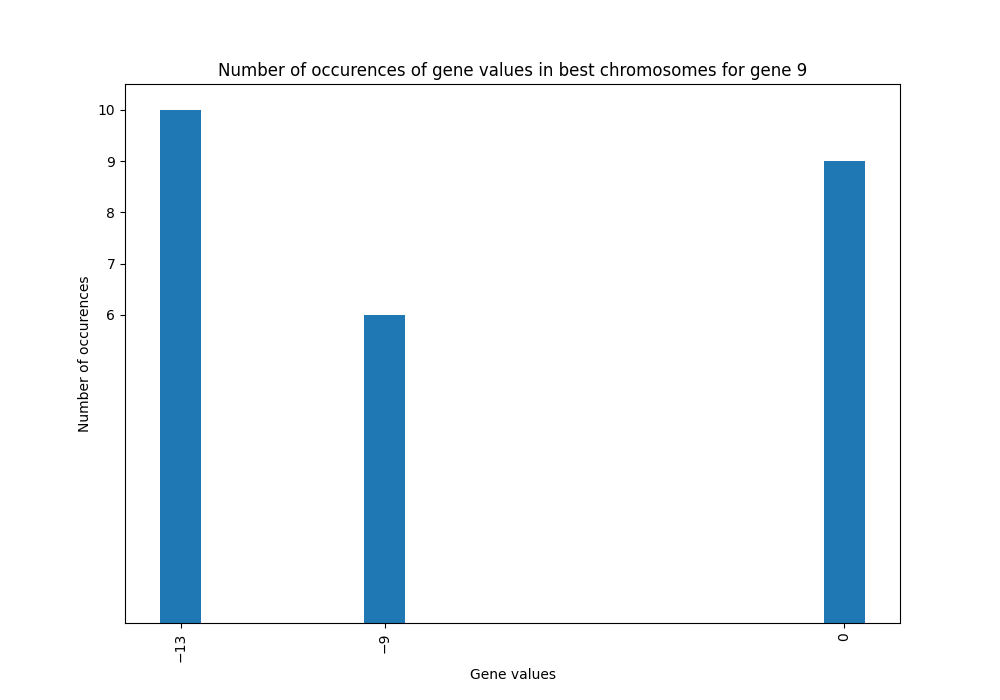 Number of occurences of gene values in best chromosomes for gene 9
10
9
8
7
6
Number of occurences
−13
−9
0
Gene values